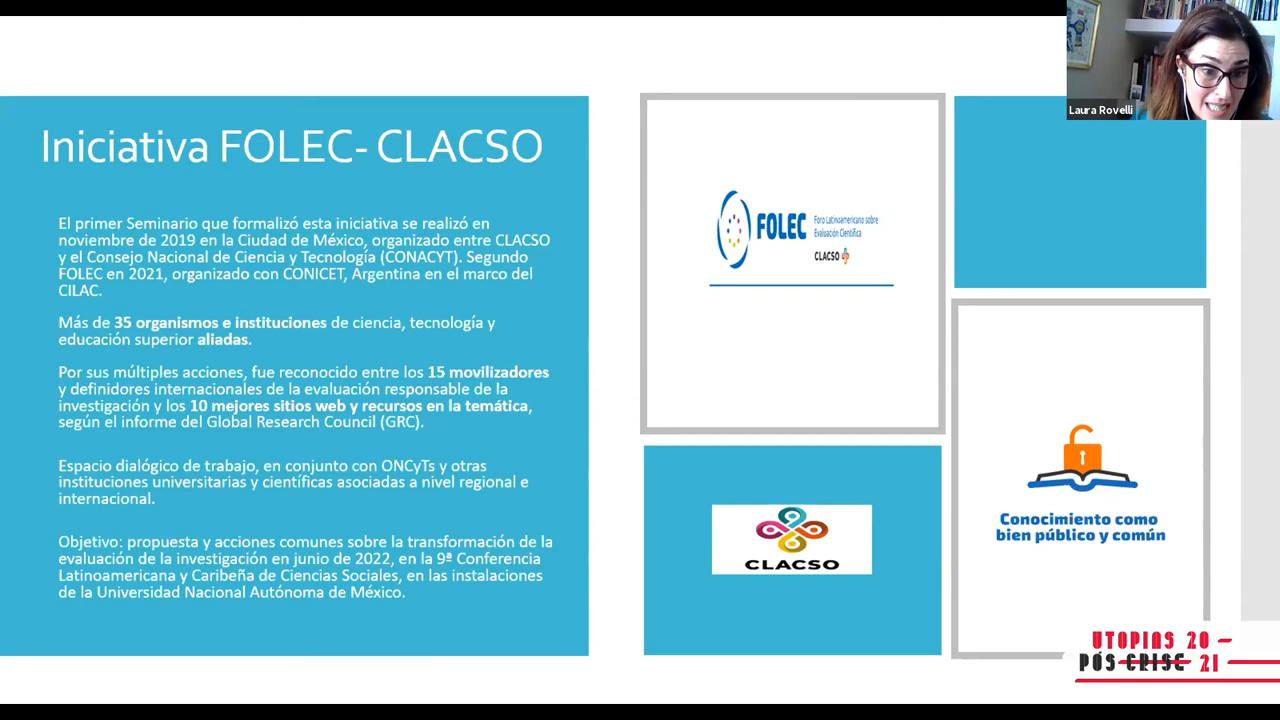 Laura Rovelli
Iniciativa FOLEC- CLACSO
El primer Seminario que formalizó esta iniciativa se realizó en
noviembre de 2019 en la Ciudad de México, organizado entre CLACSO
y el Consejo Nacional de Ciencia y Tecnología (CONACYT). Segundo
FOLEC en 2021, organizado con CONICET, Argentina en el marco del
CILAC.
Más de 35 organismos e instituciones de ciencia, tecnología y
educación superior aliadas.
Por sus múltiples acciones, fue reconocido entre los 15 movilizadores
y definidores internacionales de la evaluación responsable de la
investigación y los 10 mejores sitios web y recursos en la temática,
según el informe del Global Research Council (GRC).
Espacio dialógico de trabajo, en conjunto con ONCyTs y otras
instituciones universitarias y científicas asociadas a nivel regional e
internacional.
Objetivo: propuesta y acciones comunes sobre la transformación de la
evaluación de la investigación en junio de 2022, en la 9ª Conferencia
Latinoamericana y Caribeña de Ciencias Sociales, en las instalaciones
de la Universidad Nacional Autónoma de México.
FOLEC
Foro Latinoamericano sobre
Evaluación Científica
CLACSO
CLACSO
Conocimiento como
bien público y común
UTOPIAS 20
PÓS CRISE 21